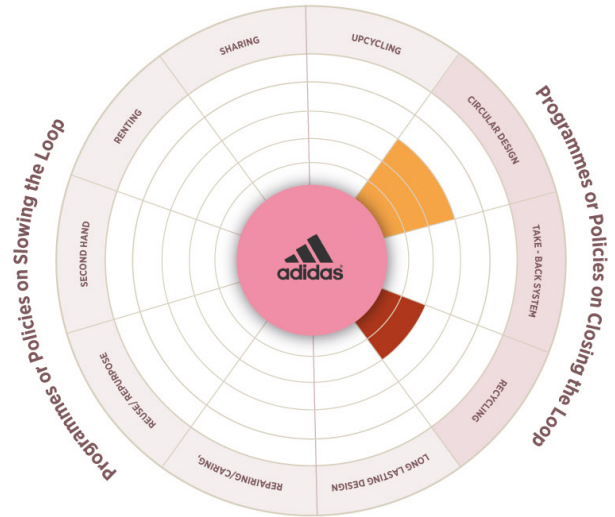 Programmes or Policies on Slowing the Loop
Programmes or Policies on Closing the Loop
SHARING
UPCYCLING
CIRCULAR DESIGN
TAKE - BACK SYSTEM
RECYCLING
LONG LASTING DESIGN
REPAIRING/CARING,
REUSE/ REPURPOSE
SECOND HAND
RENTING
adidas